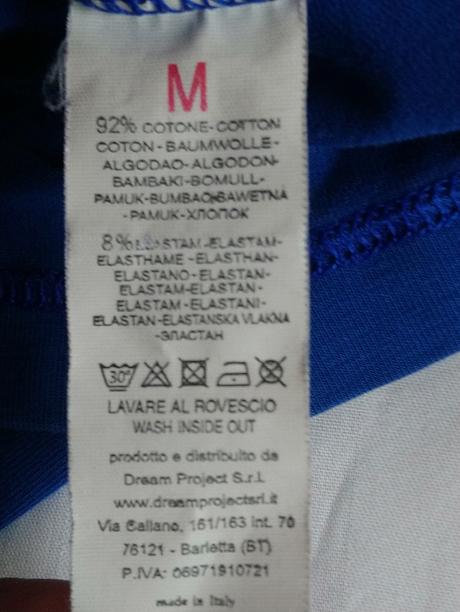 M
92% COTONE-COTTON
COTON - BAUMWOLLE -
ALGODAO-ALGODON-
BAMBAKI-BOMULL-
PAMUK-BUMBAO-BAWETNA
-PAMUK-ХЛОПОК
8% ELASTAM-ELASTAM-
ELASTHAME -ELASTHAN-
ELASTANO-ELASTAN-
ELASTAM-ELASTAN-
ELASTAM -ELASTANI-
ELASTAN-ELASTANSKA VLAKNA
-ЭЛАСТАН
30°
LAVARE AL ROVESCIO
WASH INSIDE OUT
prodotto e distribuito da
Dream Project S.r.l.
www.dreamprojectsrl.it
Via Callano, 161/163 int. 70
76121 - Barletta (BT)
P.IVA: 06971910721
made in Italy